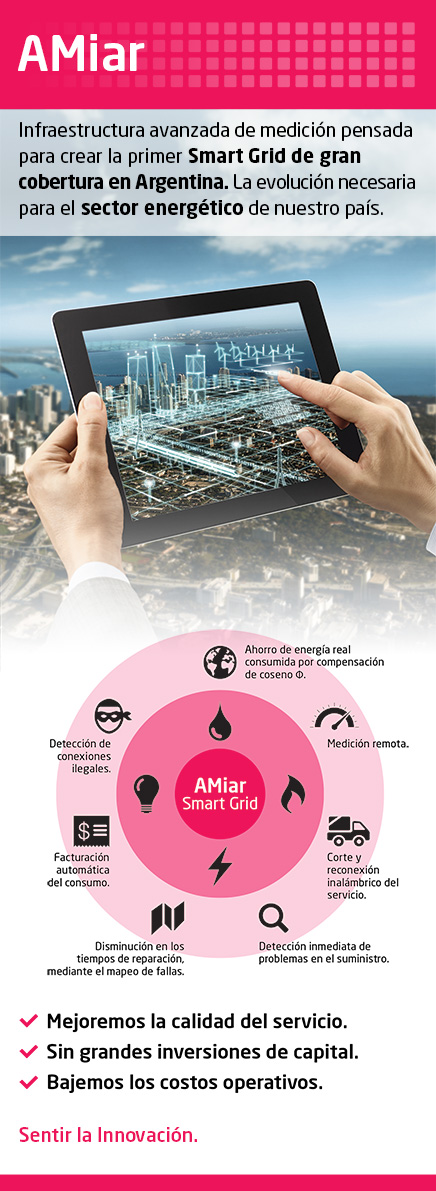 AMiar
Infraestructura avanzada de medición pensada
para crear la primer Smart Grid de gran
cobertura en Argentina. La evolución necesaria
para el sector energético de nuestro país.
Ahorro de energía real
consumida por compensación
de coseno Φ.
Medición remota.
Corte y
reconexión
inalámbrico del
servicio.
Detección inmediata de
problemas en el suministro.
Disminución en los
tiempos de reparación,
mediante el mapeo de fallas.
Facturación
automática
del consumo.
Detección de
conexiones
ilegales.
AMiar
Smart Grid
Mejoremos la calidad del servicio.
Sin grandes inversiones de capital.
Bajemos los costos operativos.
Sentir la Innovación.